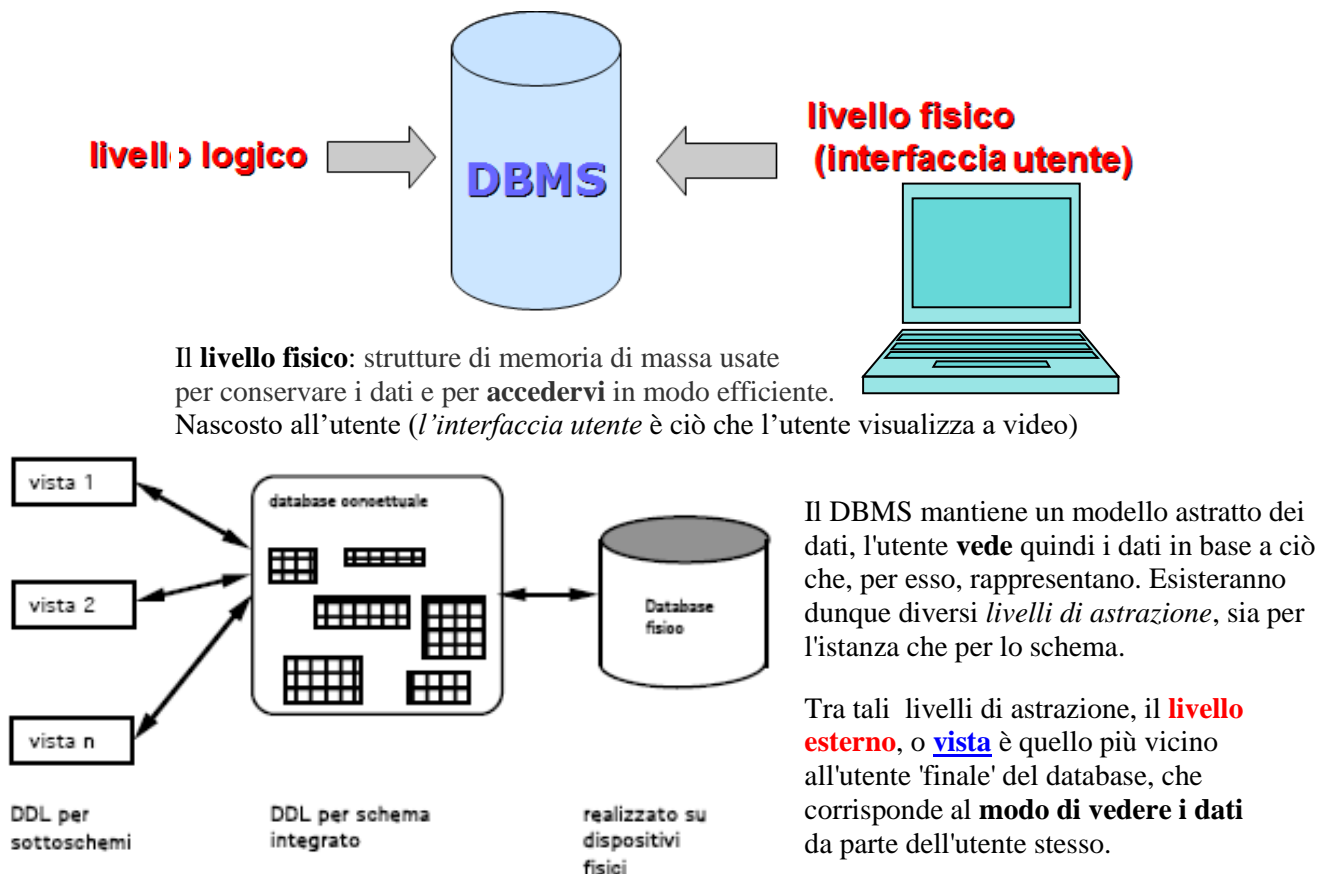 livello logico
DBMS
livello fisico
(interfaccia utente)
Il livello fisico: strutture di memoria di massa usate
per conservare i dati e per accedervi in modo efficiente.
Nascosto all'utente (l'interfaccia utente è ciò che l'utente visualizza a video)
vista 1
vista 2
vista n
database concettuale
Database
fisico
DDL per
sottoschemi
DDL per schema
integrato
realizzato su
dispositivi
fisici
Il DBMS mantiene un modello astratto dei
dati, l'utente vede quindi i dati in base a ciò
che, per esso, rappresentano. Esisteranno
dunque diversi livelli di astrazione, sia per
l'istanza che per lo schema.
Tra tali livelli di astrazione, il livello
esterno, o vista è quello più vicino
all'utente 'finale' del database, che
corrisponde al modo di vedere i dati
da parte dell'utente stesso.